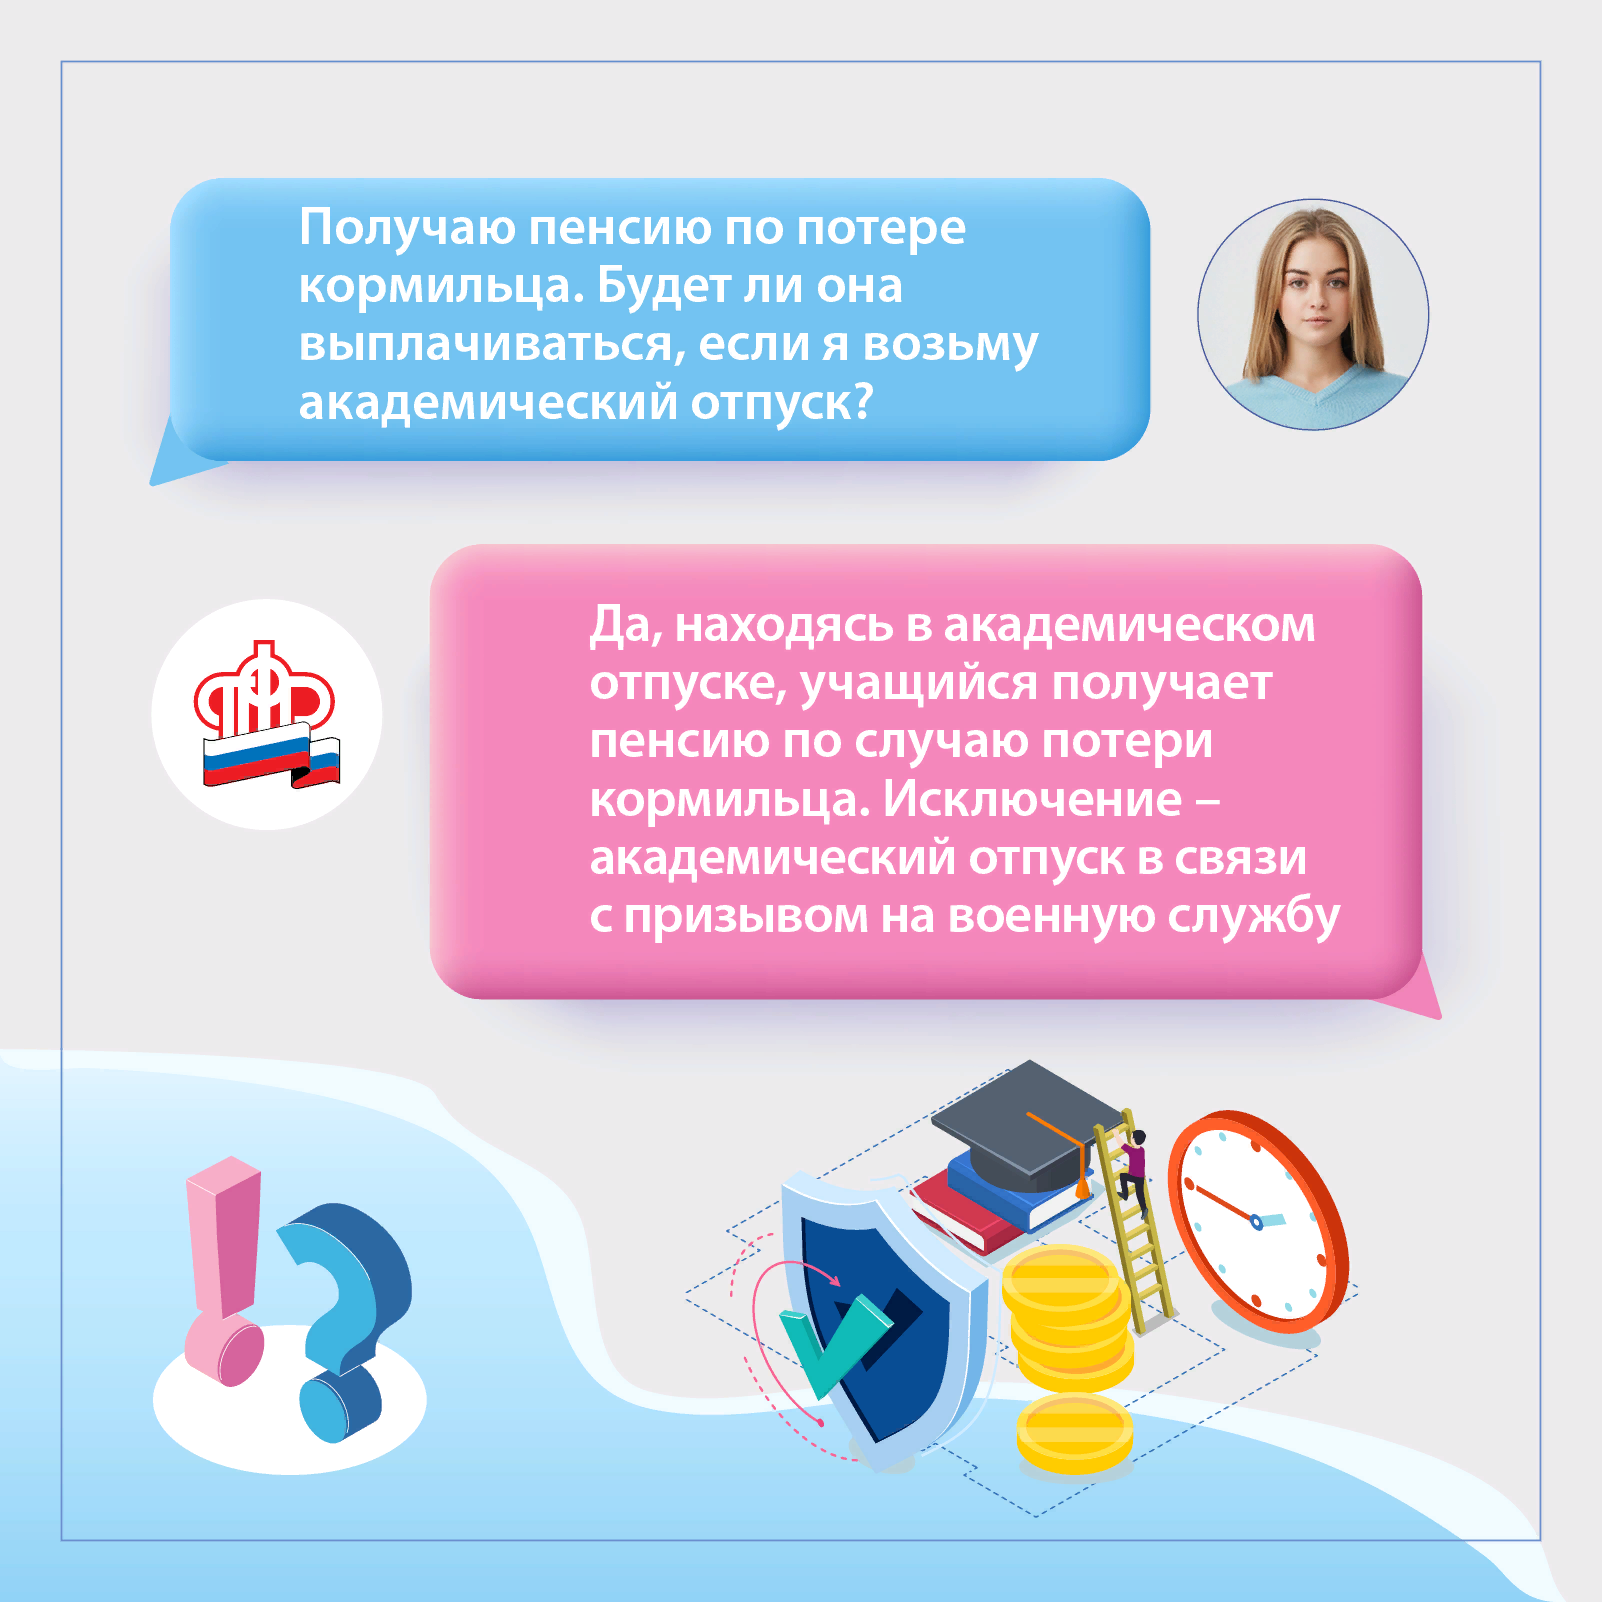 Получаю пенсию по потере
кормильца. Будет ли она
выплачиваться, если я возьму
академический отпуск?
Да, находясь в академическом
отпуске, учащийся получает
пенсию по случаю потери
кормильца. Исключение –
академический отпуск в связи
с призывом на военную службу